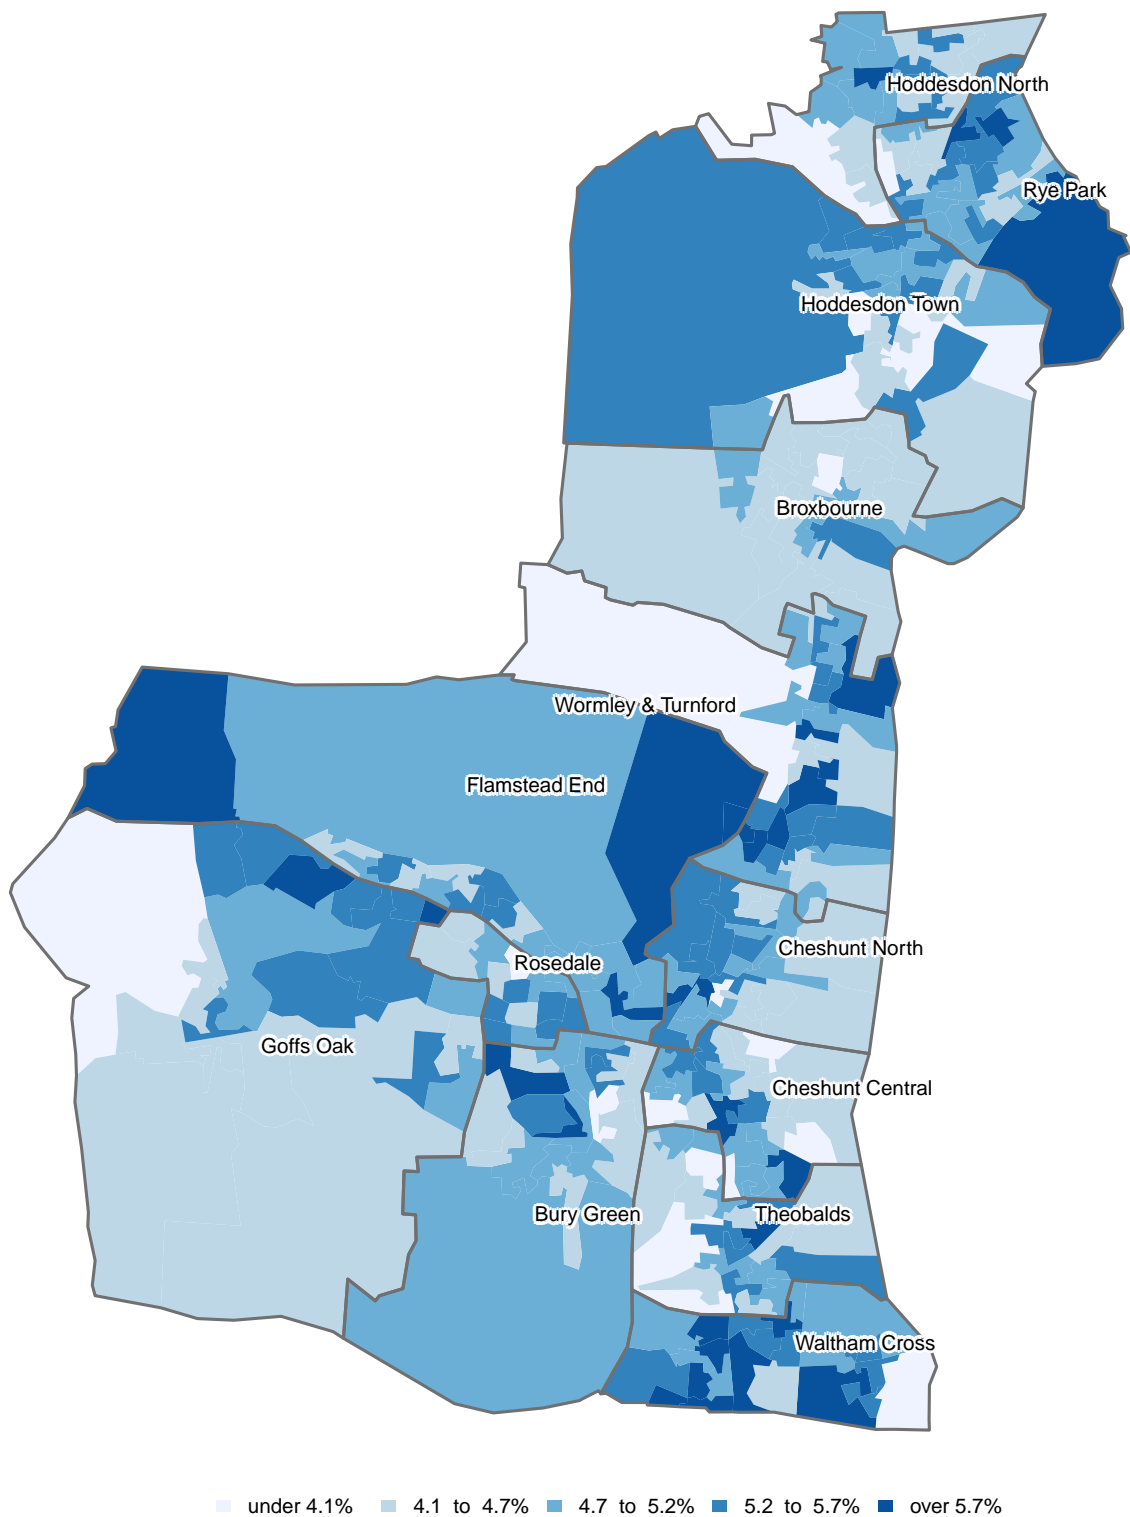 Hoddesdon North
Rye Park
Hoddesdon Town
Broxbourne
Wormley & Turnford
Flamstead End
Cheshunt North
Rosedale
Goffs Oak
Cheshunt Central
Bury Green
Theobalds
Waltham Cross
under 4.1% 4.1 to 4.7% 4.7 to 5.2% 5.2 to 5.7% over 5.7%